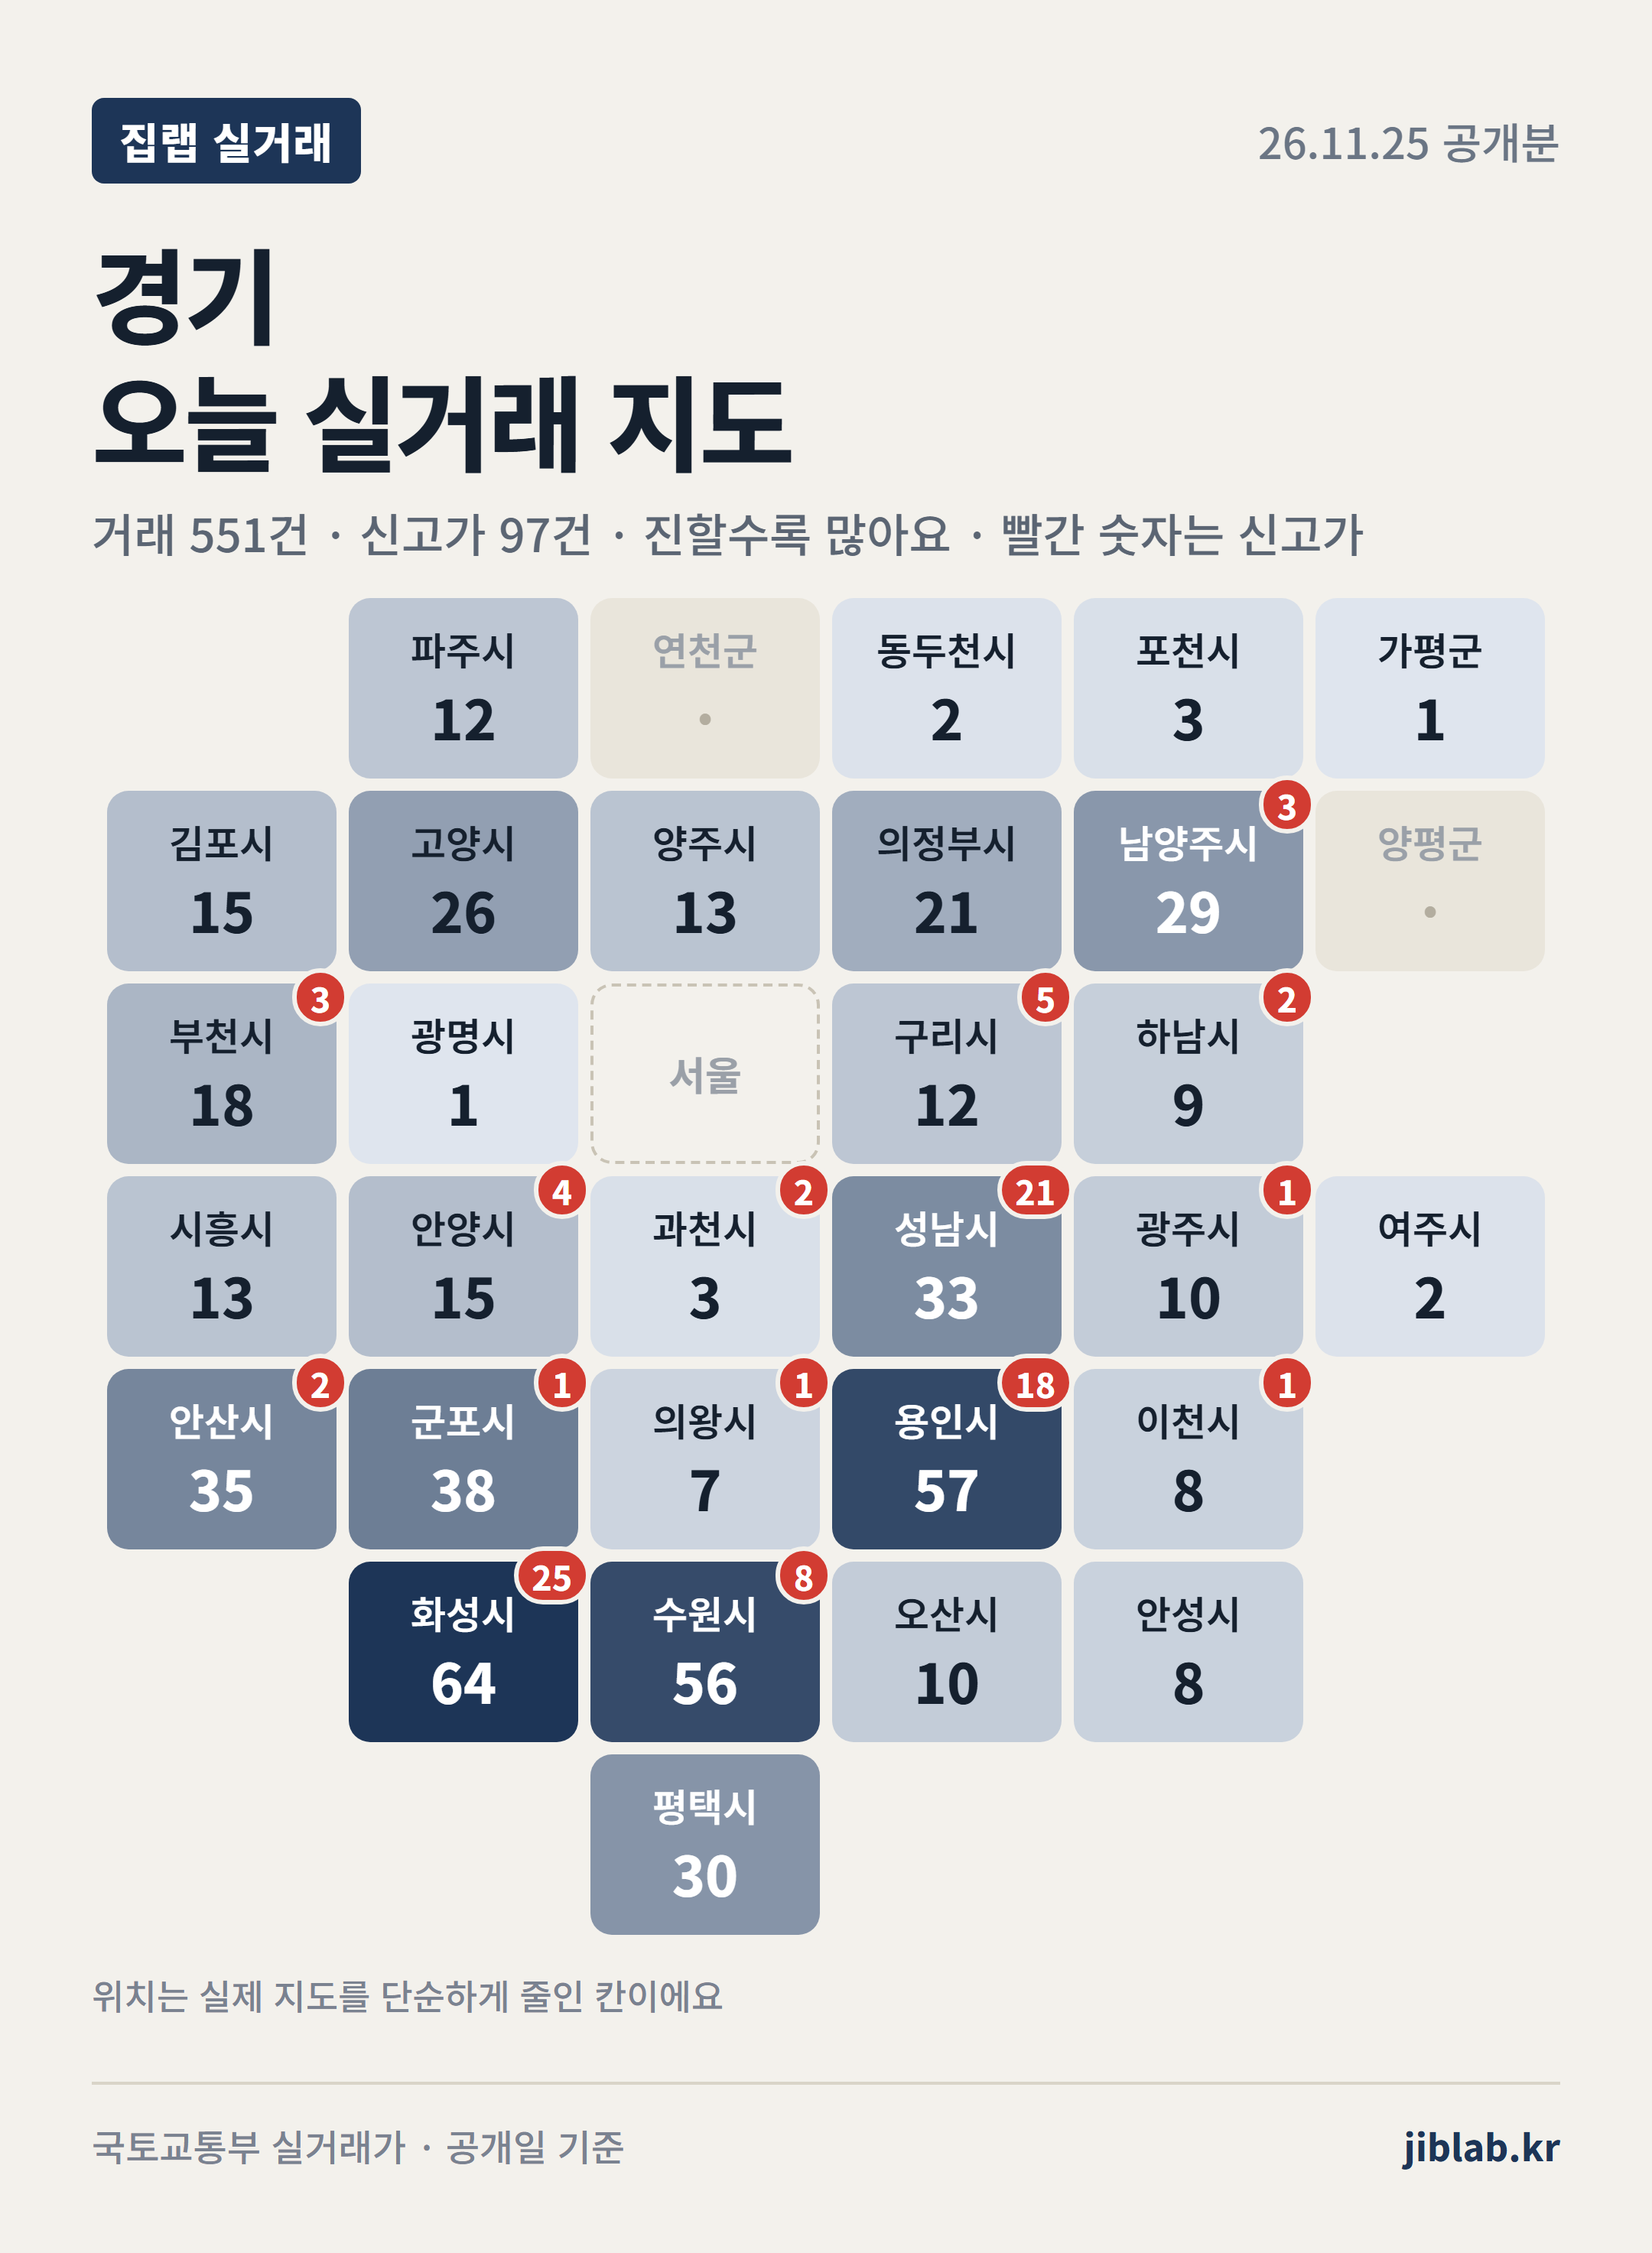 집랩 실거래
26.11.25 공개분
경기
오늘 실거래 지도
거래 551건 · 신고가 97건 · 진할수록 많아요 · 빨간 숫자는 신고가
파주시 연천군 동두천시 포천시 가평군
12 · 2 3 1
3
김포시 고양시 양주시 의정부시 남양주시 양평군
15 26 13 21 29 ·
3 5 2
부천시 광명시 서울 구리시 하남시
18 1 12 9
4 2 21 1
시흥시 안양시 과천시 성남시 광주시 여주시
13 15 3 33 10 2
2 1 1 18 1
안산시 군포시 의왕시 용인시 이천시
35 38 7 57 8
25 8
화성시 수원시 오산시 안성시
64 56 10 8
평택시
30
위치는 실제 지도를 단순하게 줄인 칸이에요
국토교통부 실거래가 · 공개일 기준
jiblab.kr